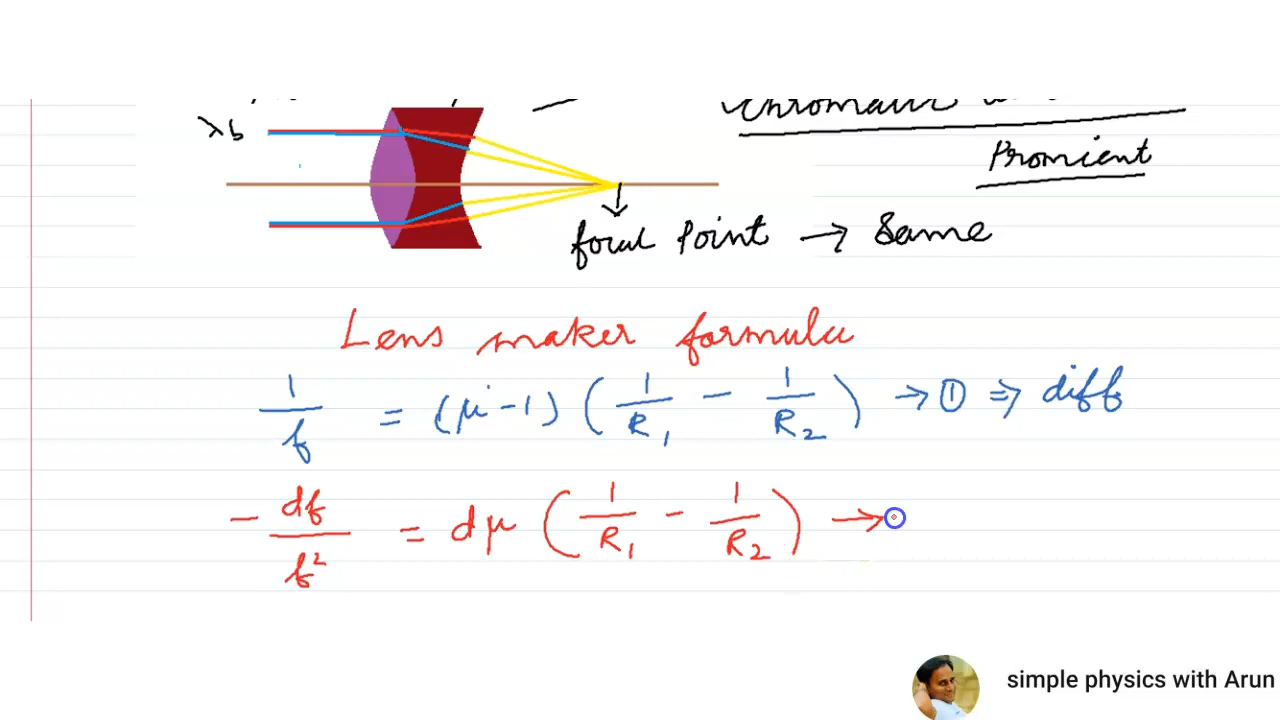 λb
Promient
focal Point → Same
Lens maker formula
1/f = (μ - 1) ( 1/R₁ - 1/R₂ ) → ① ⇒ diff
- df/f² = dμ ( 1/R₁ - 1/R₂ ) →
simple physics with Arun